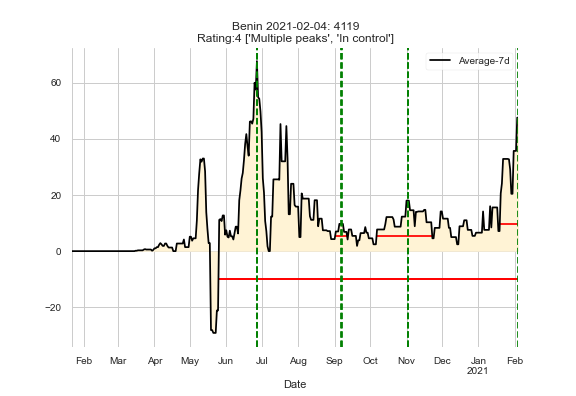 Benin 2021-02-04: 4119
Rating:4 ['Multiple peaks', 'In control']
Average-7d
60
40
20
0
−20
Feb Mar Apr May Jun Jul Aug Sep Oct Nov Dec Jan Feb
2021
Date